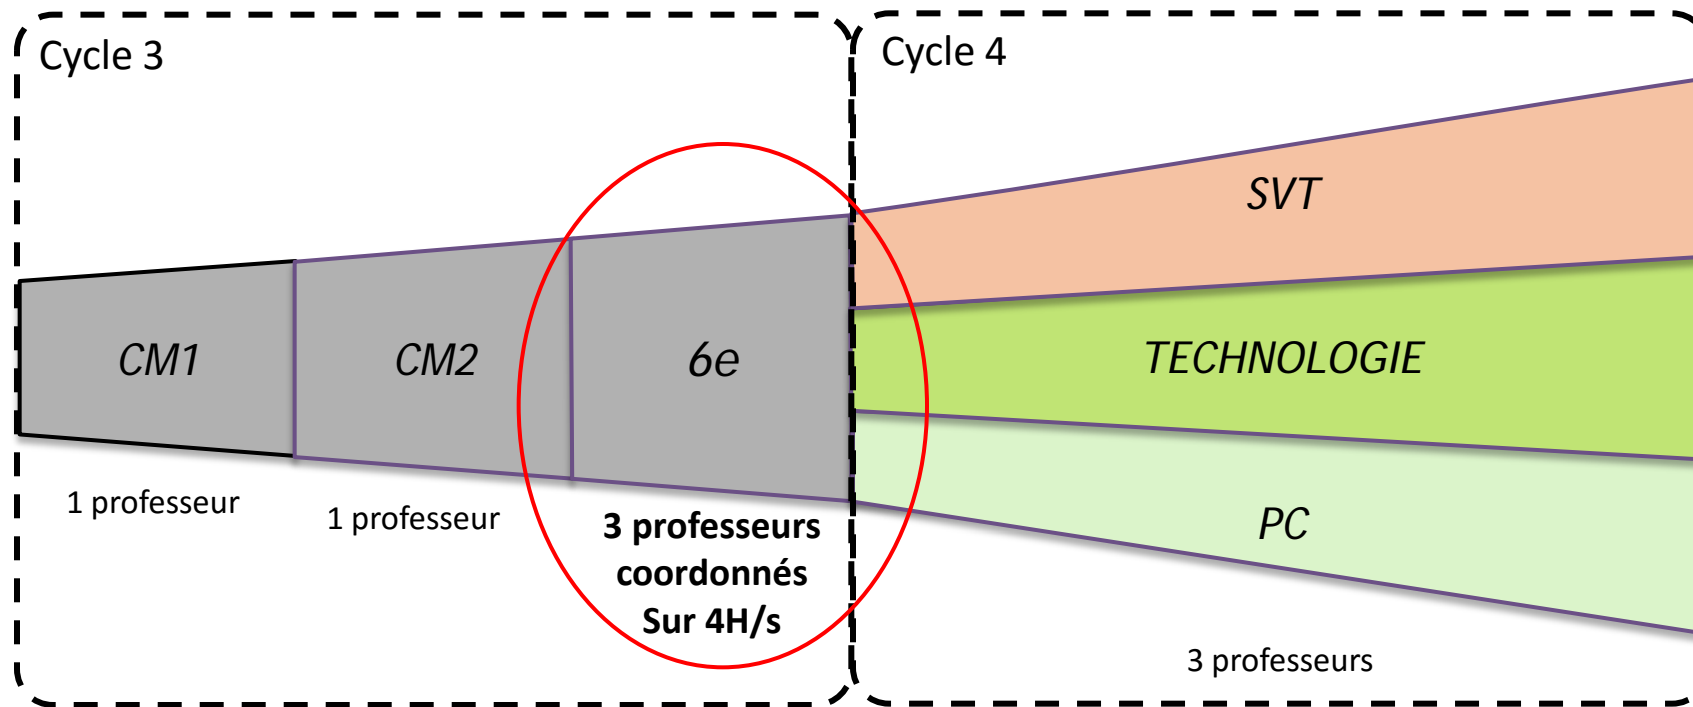 Cycle 3
CM1
CM2
6e
1 professeur
1 professeur
3 professeurs
coordonnés
Sur 4H/s
Cycle 4
SVT
TECHNOLOGIE
PC
3 professeurs